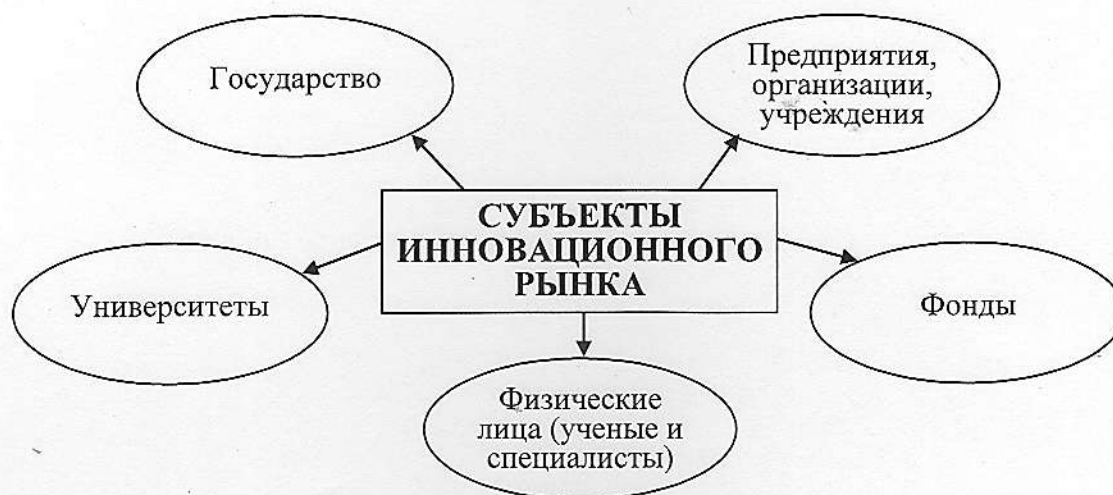 Государство
Предприятия,
организации,
учреждения
СУБЪЕКТЫ
ИННОВАЦИОННОГО
РЫНКА
Университеты
Фонды
Физические
лица (ученые и
специалисты)